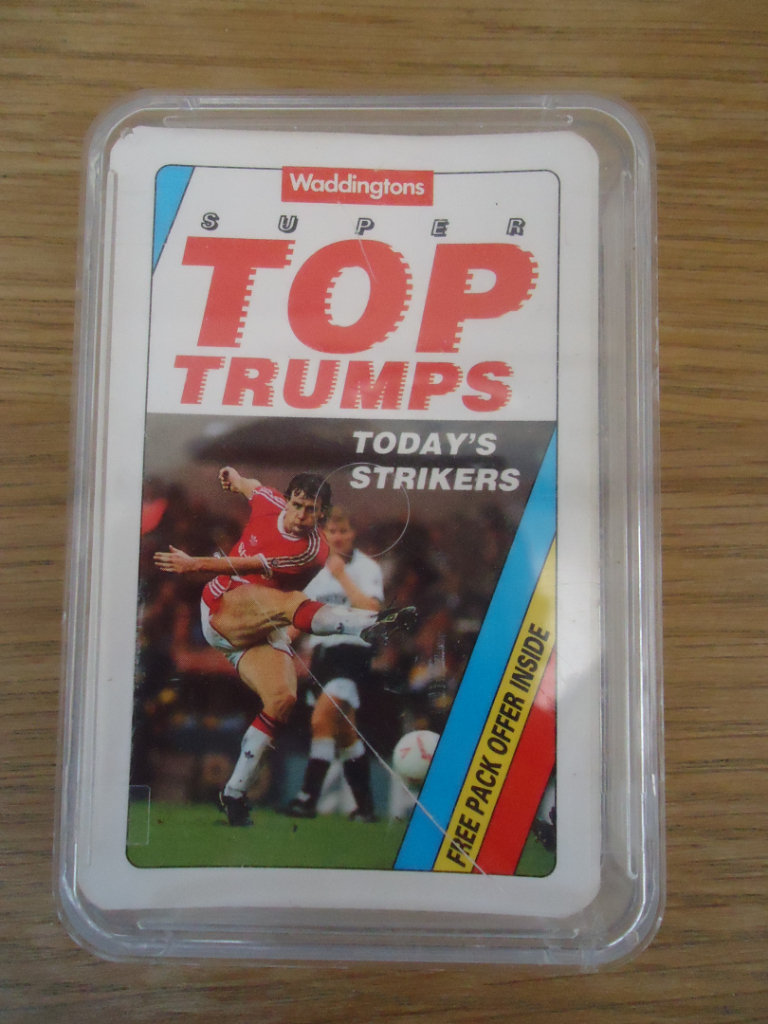 Waddingtons
SUPER
TOP
TRUMPS
TODAY'S
STRIKERS
FREE PACK OFFER INSIDE